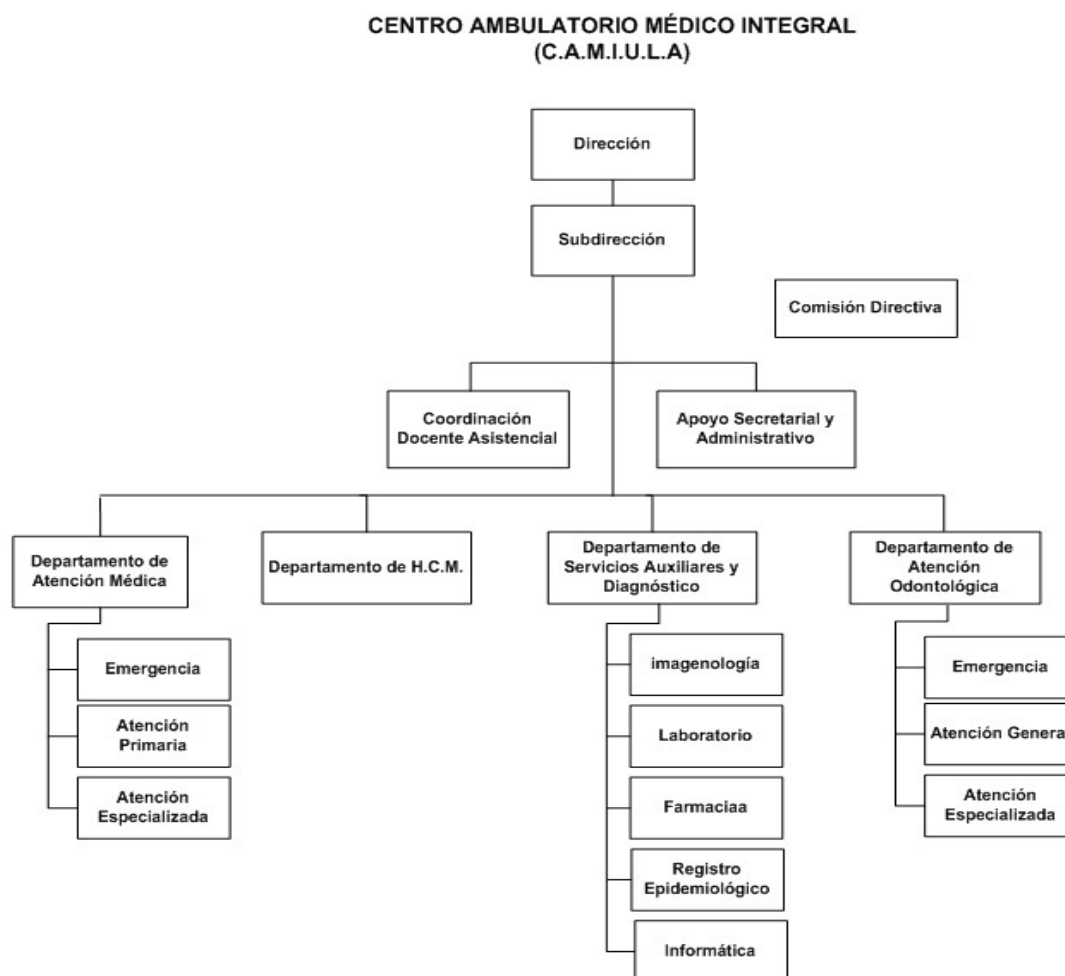 CENTRO AMBULATORIO MÉDICO INTEGRAL
(C.A.M.I.U.L.A)
Dirección
Subdirección
Comisión Directiva
Coordinación
Docente Asistencial
Apoyo Secretarial y
Administrativo
Departamento de
Atención Médica
Departamento de H.C.M.
Departamento de
Servicios Auxiliares y
Diagnóstico
Departamento de
Atención
Odontológica
Emergencia
Atención
Primaria
Atención
Especializada
imagenología
Laboratorio
Farmaciaa
Registro
Epidemiológico
Informática
Emergencia
Atención Genera
Atención
Especializada